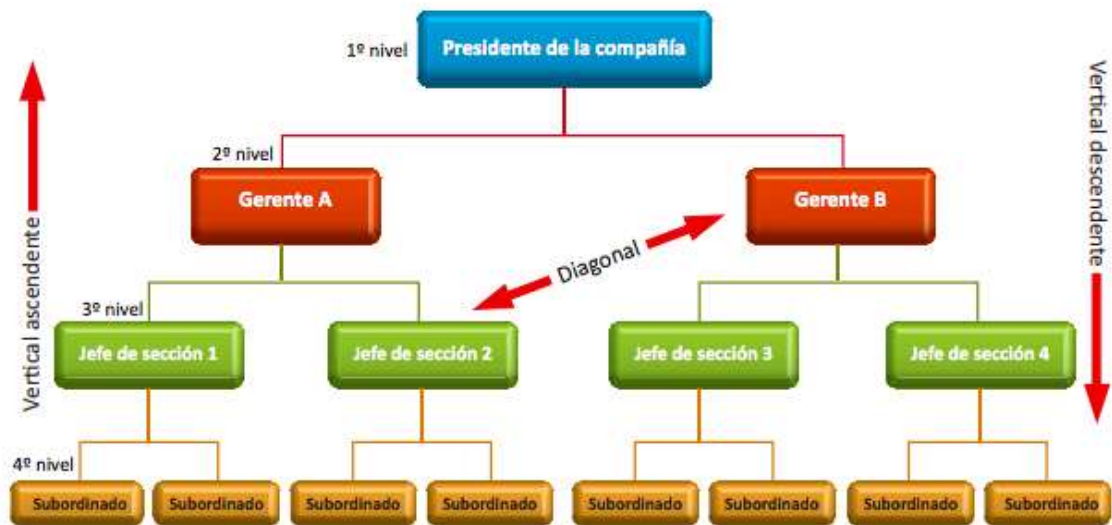 1º nivel
Presidente de la compañía
2º nivel
Gerente A
Gerente B
Vertical ascendente
Diagonal
Vertical descendente
3º nivel
Jefe de sección 1
Jefe de sección 2
Jefe de sección 3
Jefe de sección 4
4º nivel
Subordinado
Subordinado
Subordinado
Subordinado
Subordinado
Subordinado
Subordinado
Subordinado